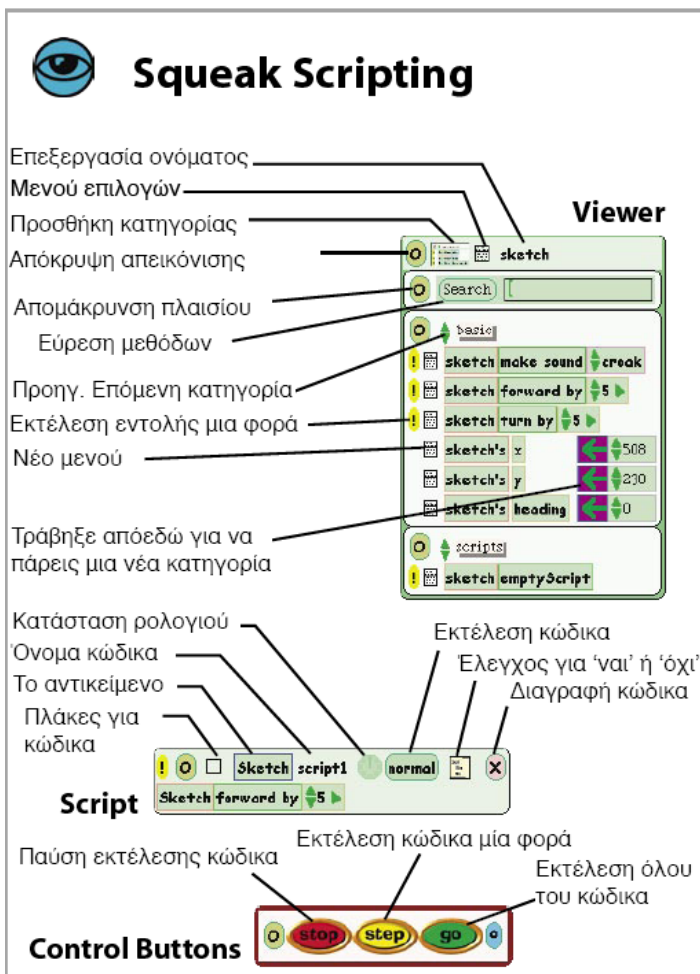 Squeak Scripting
Επεξεργασία ονόματος
Μενού επιλογών
Προσθήκη κατηγορίας
Απόκρυψη απεικόνισης
Απομάκρυνση πλαισίου
Εύρεση μεθόδων
Προηγ. Επόμενη κατηγορία
Εκτέλεση εντολής μια φορά
Νέο μενού
Τράβηξε απόεδώ για να
πάρεις μια νέα κατηγορία
Viewer
sketch
Search
basic
! sketch make sound croak
! sketch forward by 5
! sketch turn by 5
sketch's x 508
sketch's y 230
sketch's heading 0
scripts
! sketch emptyScript
Κατάσταση ρολογιού
Όνομα κώδικα
Το αντικείμενο
Πλάκες για
κώδικα
Εκτέλεση κώδικα
Έλεγχος για ‘ναι’ ή ‘όχι’
Διαγραφή κώδικα
! Sketch script1 normal
Sketch forward by 5
Script
Παύση εκτέλεσης κώδικα
Εκτέλεση κώδικα μία φορά
Εκτέλεση όλου
του κώδικα
stop step go
Control Buttons